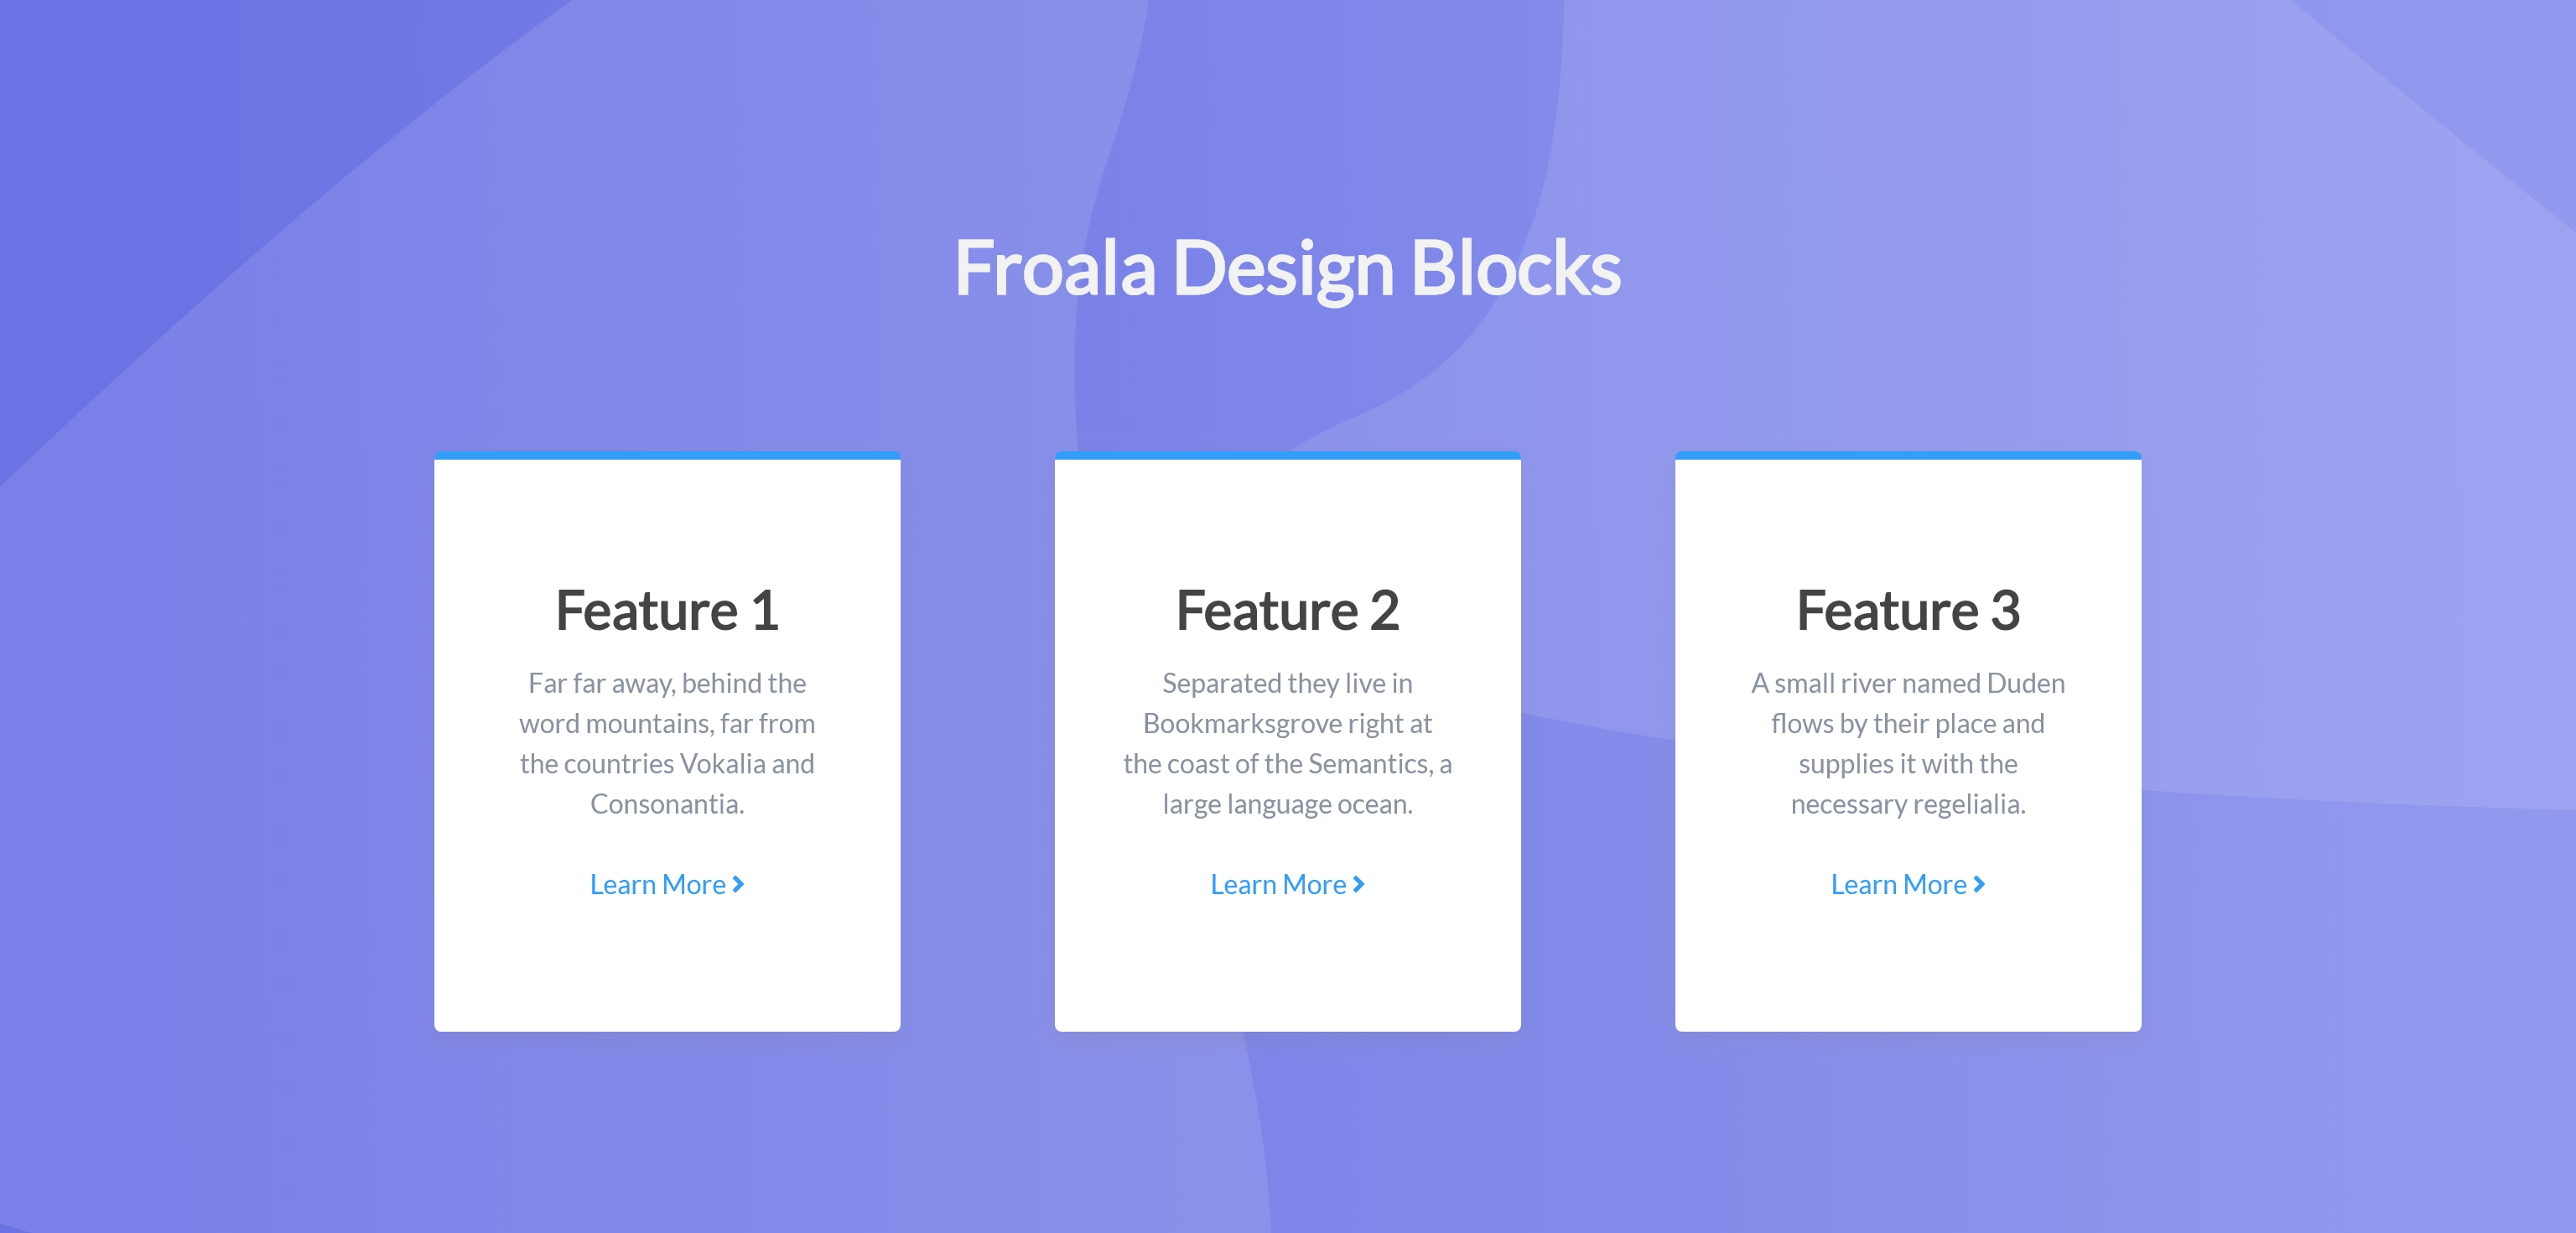 Froala Design Blocks
Feature 1
Far far away, behind the
word mountains, far from
the countries Vokalia and
Consonantia.
Learn More
Feature 2
Separated they live in
Bookmarksgrove right at
the coast of the Semantics, a
large language ocean.
Learn More
Feature 3
A small river named Duden
flows by their place and
supplies it with the
necessary regelialia.
Learn More